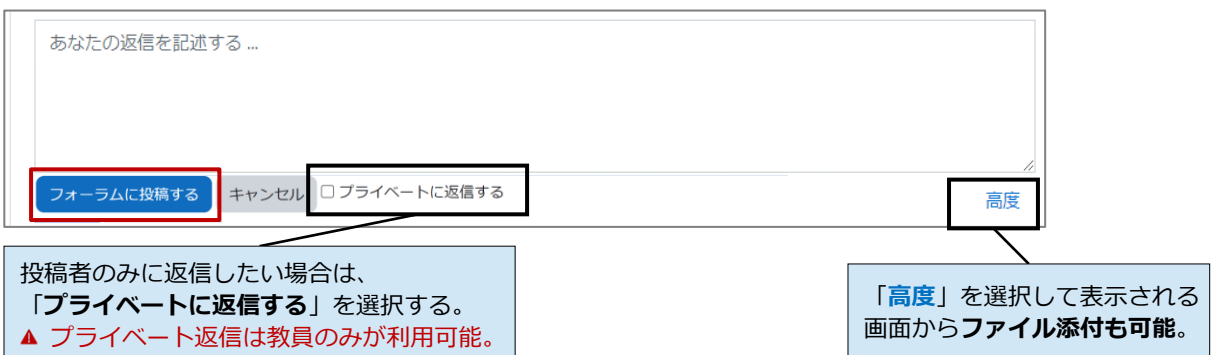 あなたの返信を記述する ...
フォーラムに投稿する キャンセル プライベートに返信する 高度
投稿者のみに返信したい場合は、
「プライベートに返信する」を選択する。
プライベート返信は教員のみが利用可能。
「高度」を選択して表示される
画面からファイル添付も可能。